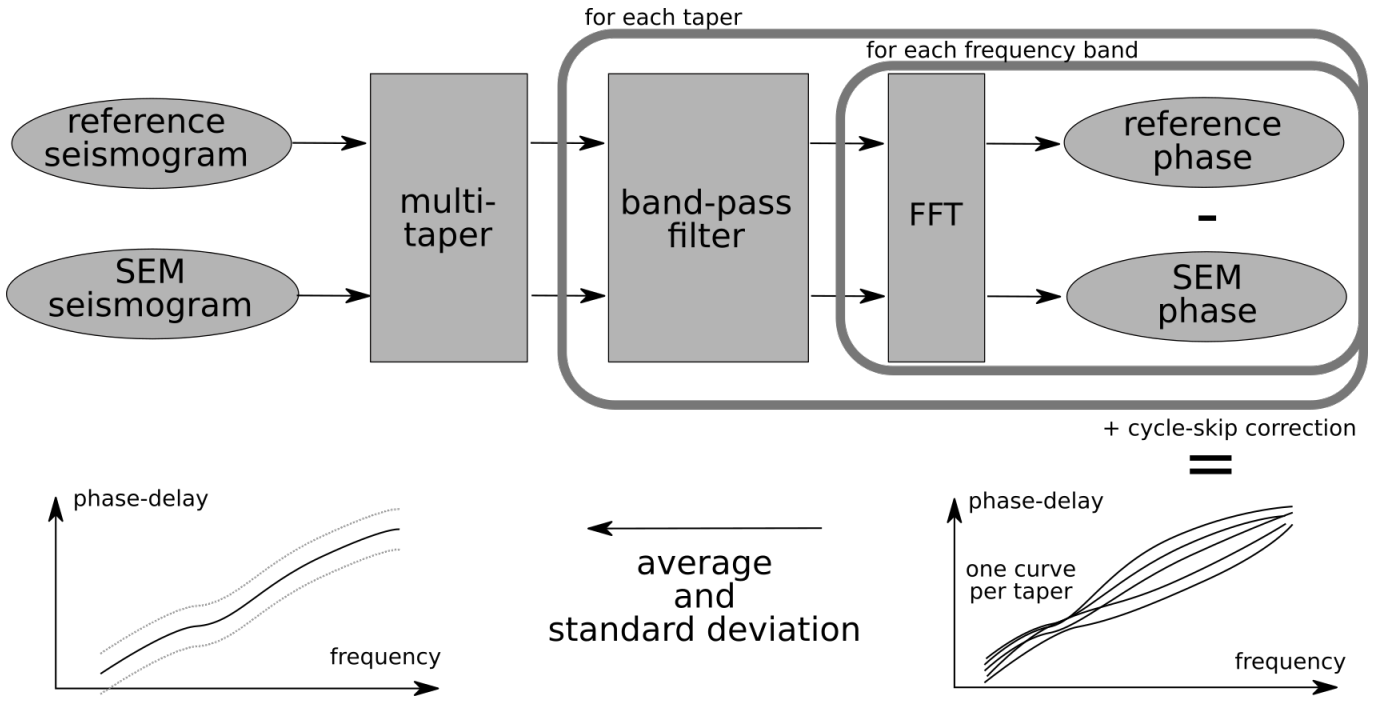 for each taper
for each frequency band
reference
seismogram
multi-
taper
band-pass
filter
FFT
reference
phase
-
SEM
seismogram
SEM
phase
+ cycle-skip correction
=
phase-delay
frequency
average
and
standard deviation
phase-delay
one curve
per taper
frequency